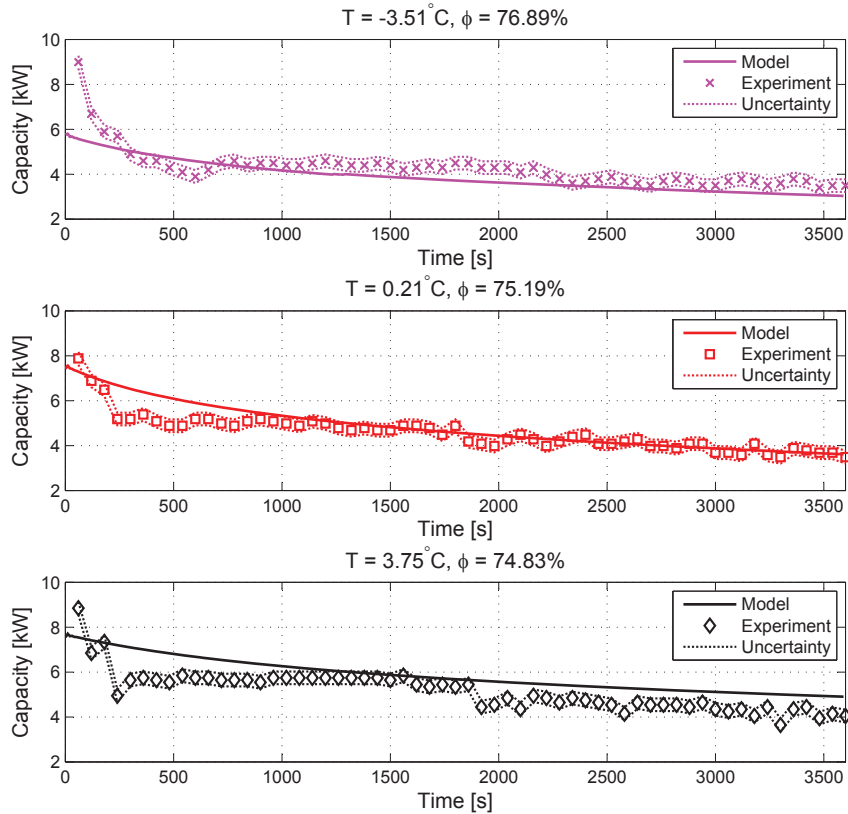 T = -3.51°C, ϕ = 76.89%
Capacity [kW]
10
8
6
4
2
Model
Experiment
Uncertainty
0 500 1000 1500 2000 2500 3000 3500
Time [s]
T = 0.21°C, ϕ = 75.19%
Capacity [kW]
10
8
6
4
2
Model
Experiment
Uncertainty
0 500 1000 1500 2000 2500 3000 3500
Time [s]
T = 3.75°C, ϕ = 74.83%
Capacity [kW]
10
8
6
4
2
Model
Experiment
Uncertainty
0 500 1000 1500 2000 2500 3000 3500
Time [s]